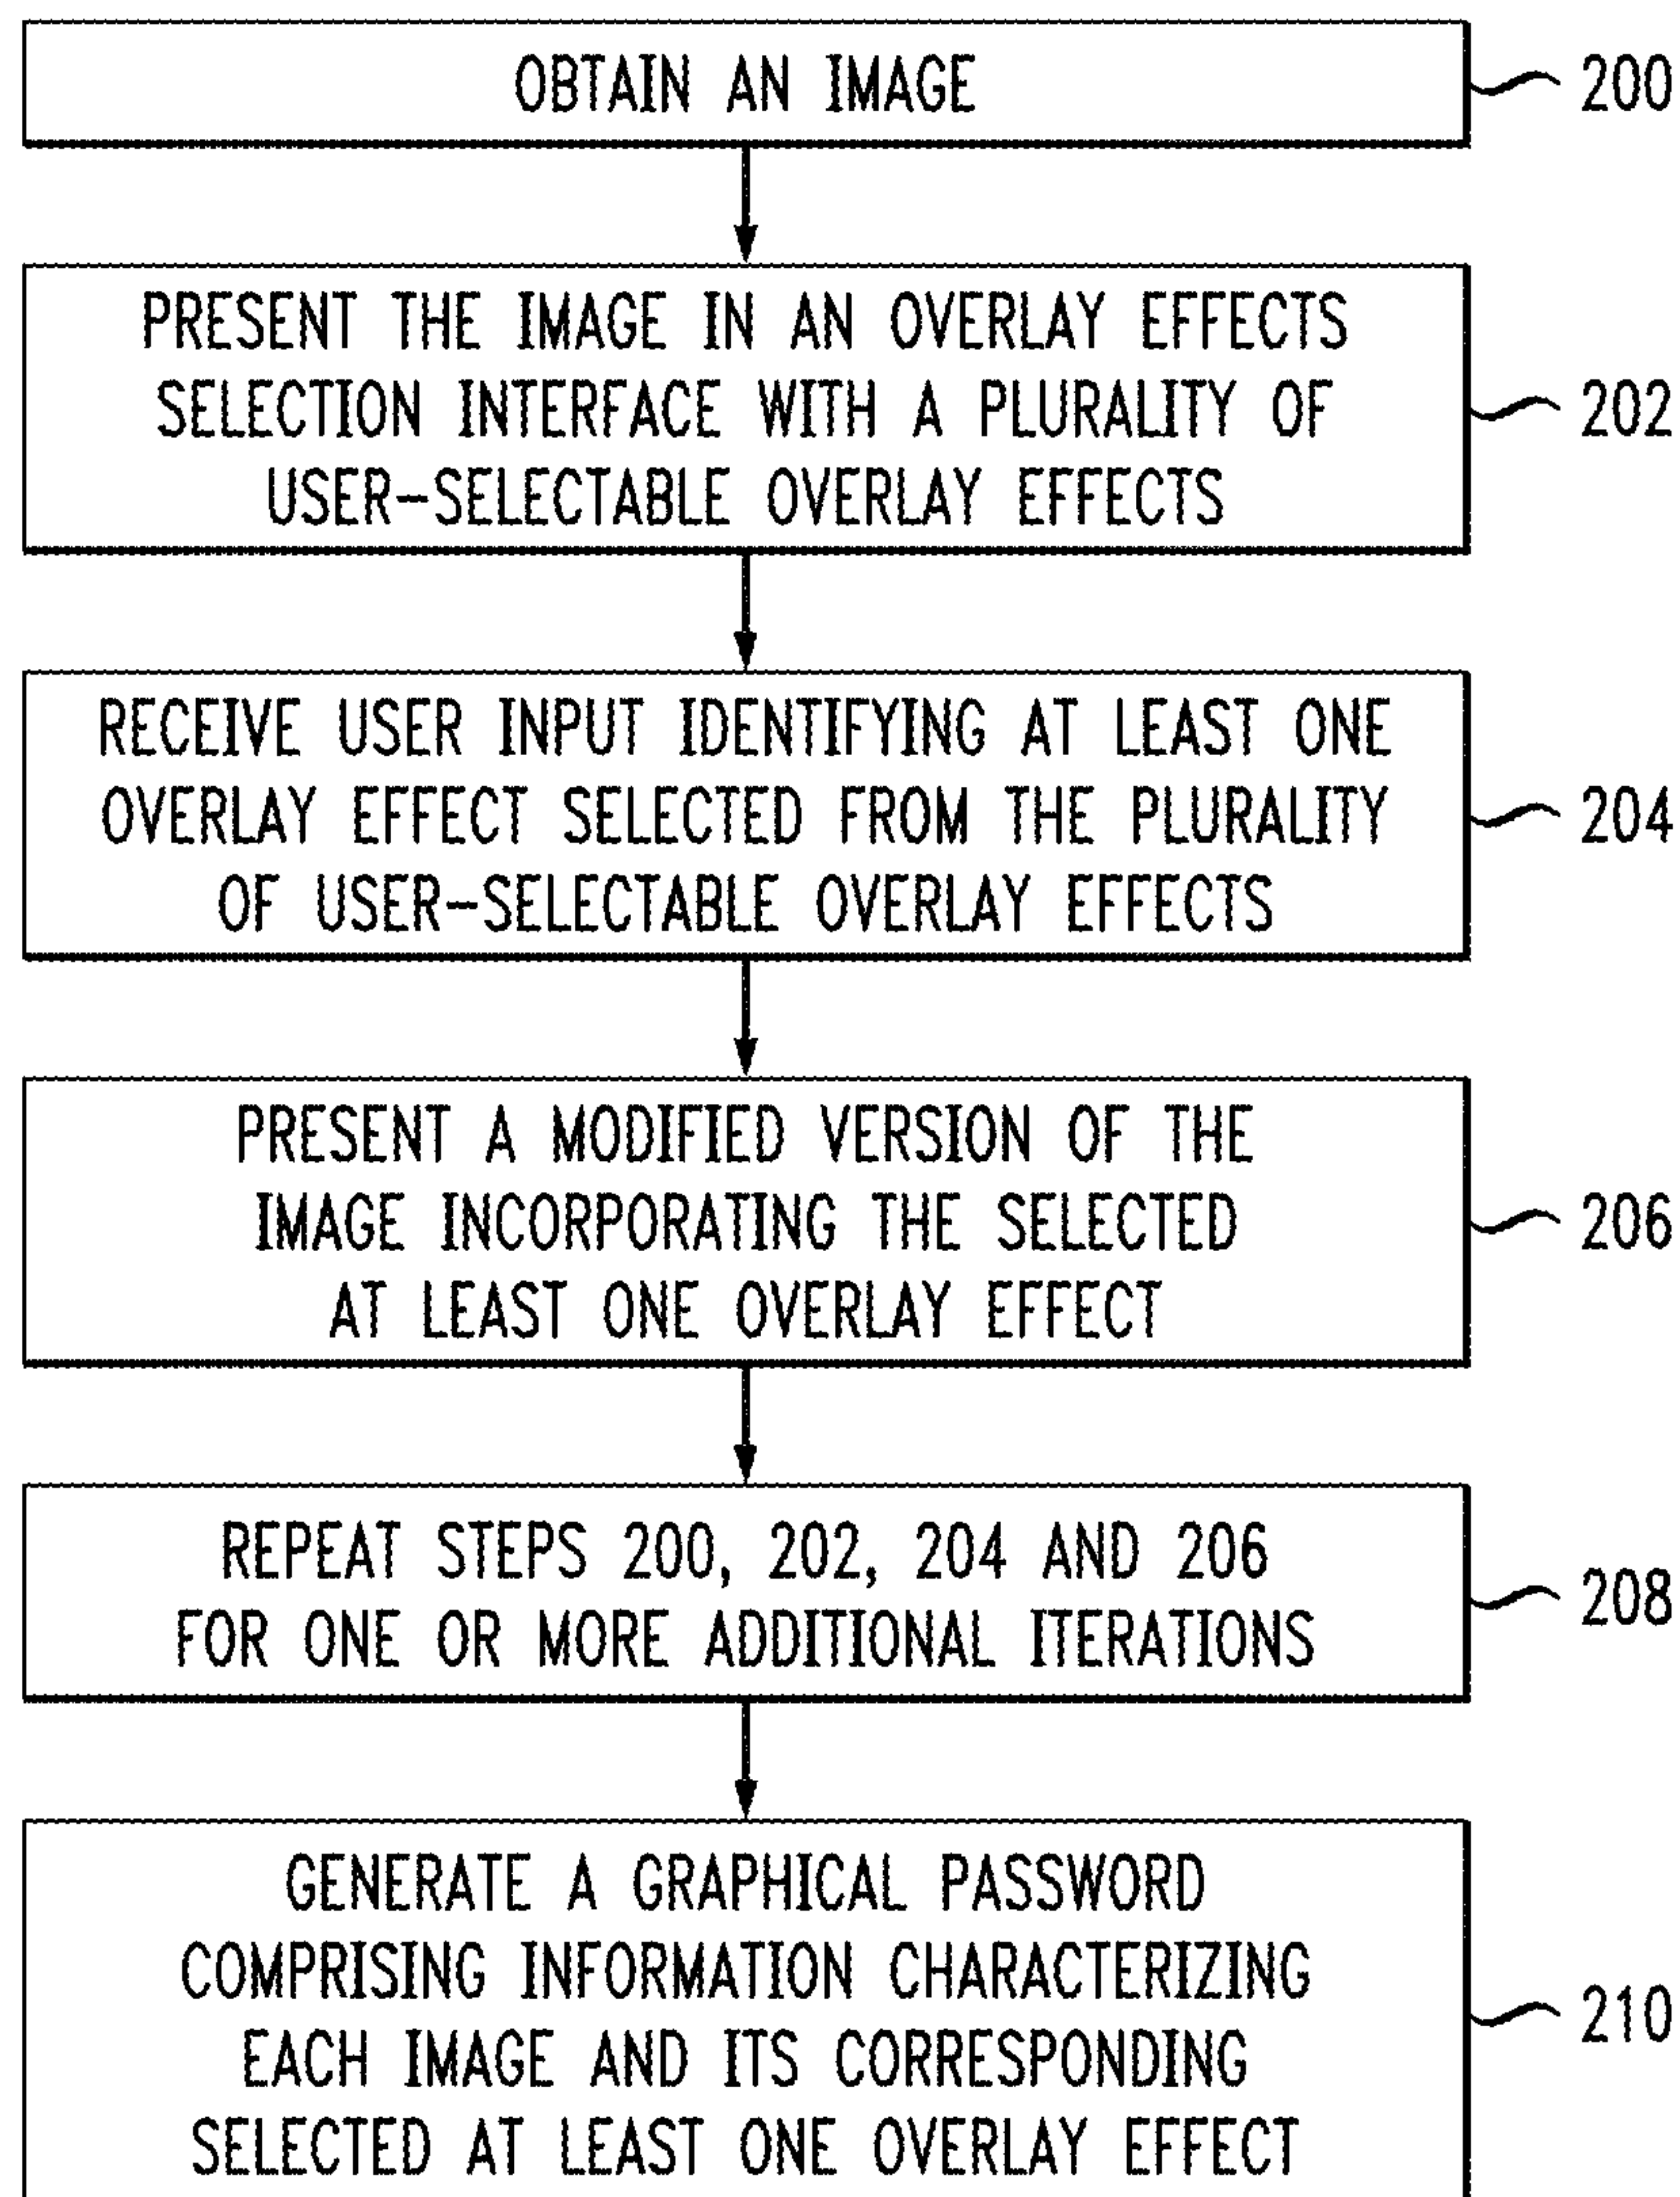 OBTAIN AN IMAGE
200
PRESENT THE IMAGE IN AN OVERLAY EFFECTS
SELECTION INTERFACE WITH A PLURALITY OF
USER-SELECTABLE OVERLAY EFFECTS
202
RECEIVE USER INPUT IDENTIFYING AT LEAST ONE
OVERLAY EFFECT SELECTED FROM THE PLURALITY
OF USER-SELECTABLE OVERLAY EFFECTS
204
PRESENT A MODIFIED VERSION OF THE
IMAGE INCORPORATING THE SELECTED
AT LEAST ONE OVERLAY EFFECT
206
REPEAT STEPS 200, 202, 204 AND 206
FOR ONE OR MORE ADDITIONAL ITERATIONS
208
GENERATE A GRAPHICAL PASSWORD
COMPRISING INFORMATION CHARACTERIZING
EACH IMAGE AND ITS CORRESPONDING
SELECTED AT LEAST ONE OVERLAY EFFECT
210